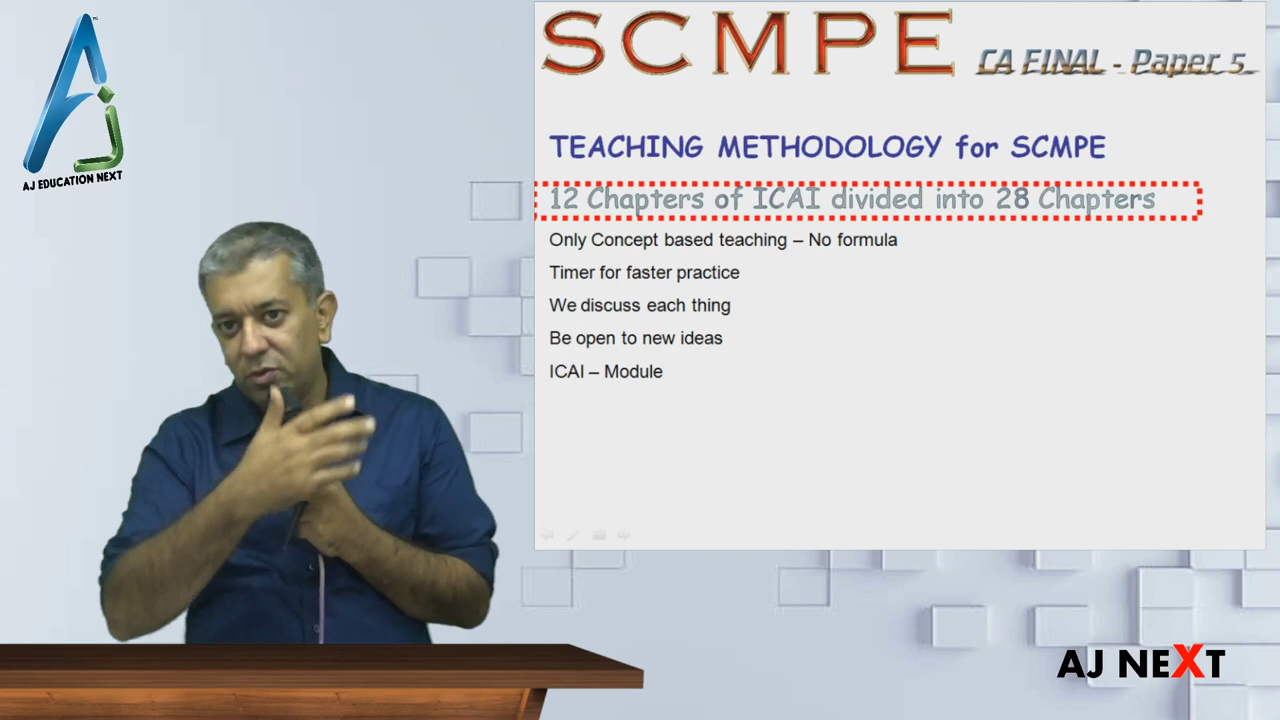 SCMPE CA FINAL - Paper 5
AJ EDUCATION NEXT
TEACHING METHODOLOGY for SCMPE
12 Chapters of ICAI divided into 28 Chapters
Only Concept based teaching – No formula
Timer for faster practice
We discuss each thing
Be open to new ideas
ICAI – Module
AJ NEXT